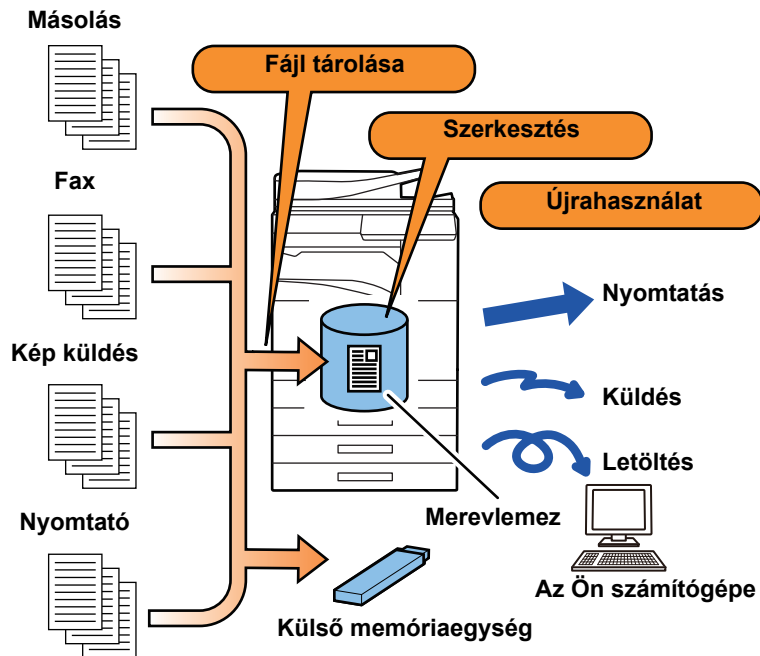 Másolás
Fájl tárolása
Szerkesztés
Fax
Újrahasználat
Nyomtatás
Kép küldés
Küldés
Letöltés
Nyomtató
Merevlemez
Az Ön számítógépe
Külső memóriaegység